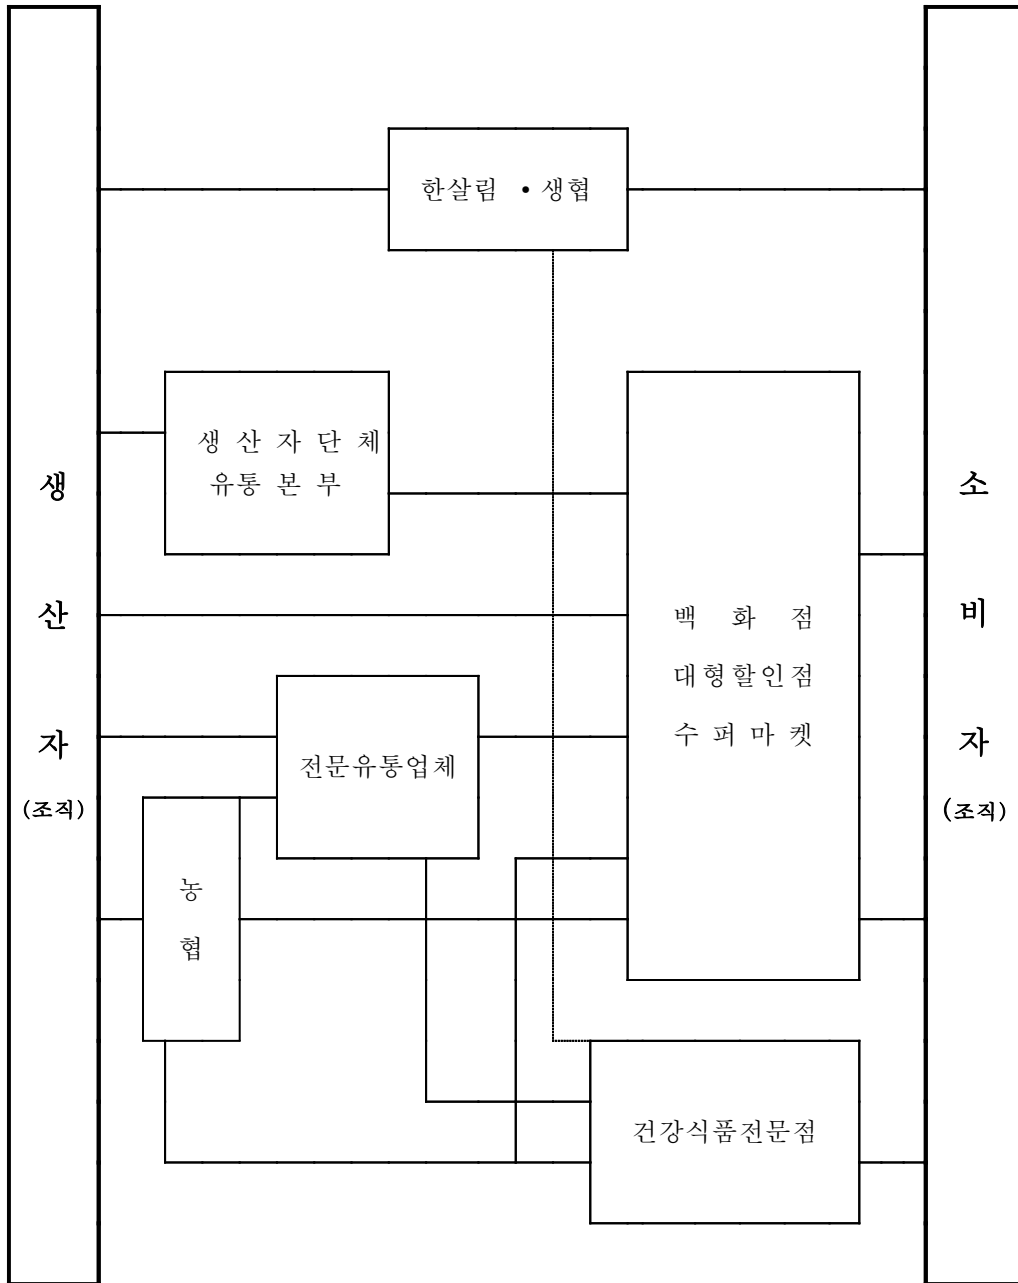 한살림 • 생협
생 산 자 단 체
유통 본 부
생
산
자
(조직)
백 화 점
대형할인점
수 퍼 마 켓
전문유통업체
농
협
건강식품전문점
소
비
자
(조직)